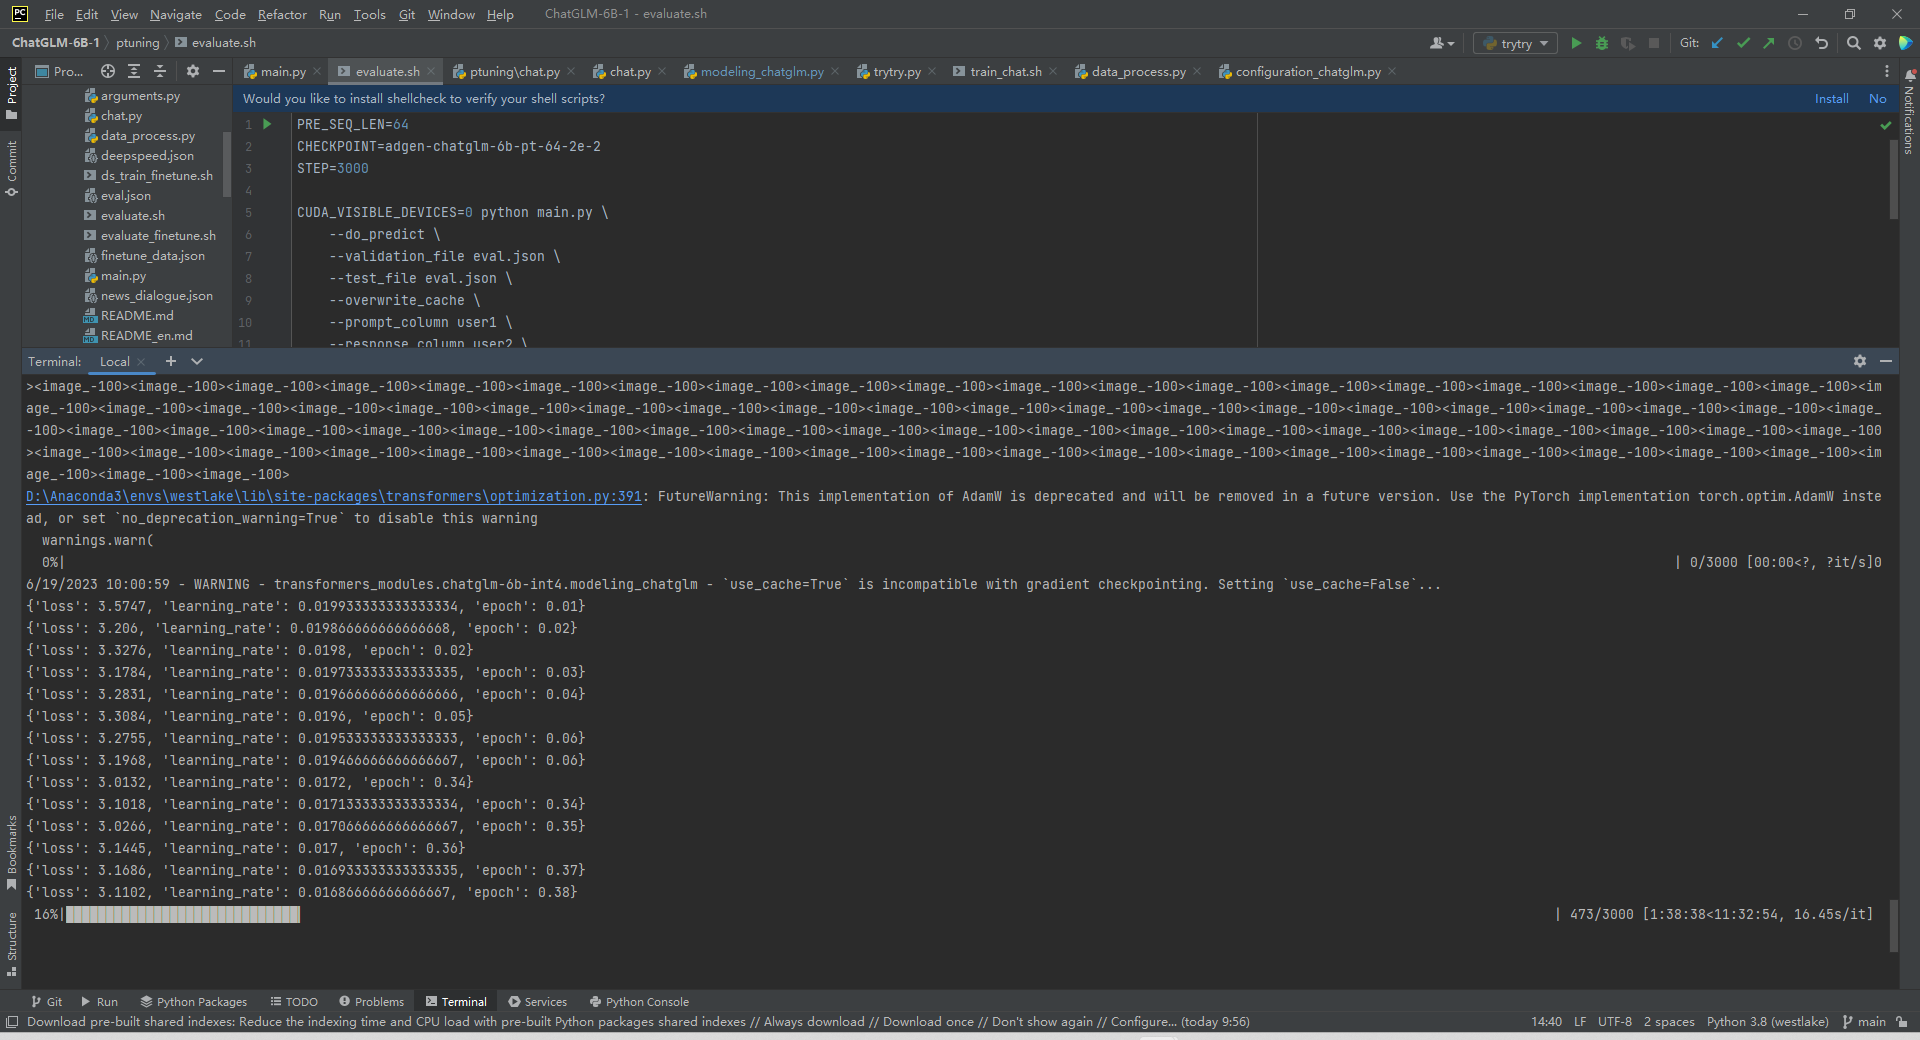 File Edit View Navigate Code Refactor Run Tools Git Window Help ChatGLM-6B-1 - evaluate.sh
ChatGLM-6B-1 ptuning evaluate.sh trytry Git:
Project
Commit
Bookmarks
Structure
Notifications
Pro... main.py evaluate.sh ptuning\chat.py chat.py modeling_chatglm.py trytry.py train_chat.sh data_process.py configuration_chatglm.py
arguments.py
chat.py
data_process.py
deepspeed.json
ds_train_finetune.sh
eval.json
evaluate.sh
evaluate_finetune.sh
finetune_data.json
main.py
news_dialogue.json
README.md
README_en.md
Would you like to install shellcheck to verify your shell scripts? Install No
1 PRE_SEQ_LEN=64
2 CHECKPOINT=adgen-chatglm-6b-pt-64-2e-2
3 STEP=3000
4
5 CUDA_VISIBLE_DEVICES=0 python main.py \
6 --do_predict \
7 --validation_file eval.json \
8 --test_file eval.json \
9 --overwrite_cache \
10 --prompt_column user1 \
11 --response_column user2 \
Terminal: Local
><image_-100><image_-100><image_-100><image_-100><image_-100><image_-100><image_-100><image_-100><image_-100><image_-100><image_-100><image_-100><image_-100><image_-100><image_-100><image_-100><image_-100><image_-100><image_-100><im
age_-100><image_-100><image_-100><image_-100><image_-100><image_-100><image_-100><image_-100><image_-100><image_-100><image_-100><image_-100><image_-100><image_-100><image_-100><image_-100><image_-100><image_-100><image_-100><image_
-100><image_-100><image_-100><image_-100><image_-100><image_-100><image_-100><image_-100><image_-100><image_-100><image_-100><image_-100><image_-100><image_-100><image_-100><image_-100><image_-100><image_-100><image_-100><image_-100
><image_-100><image_-100><image_-100><image_-100><image_-100><image_-100><image_-100><image_-100><image_-100><image_-100><image_-100><image_-100><image_-100><image_-100><image_-100><image_-100><image_-100><image_-100><image_-100><im
age_-100><image_-100><image_-100>
D:\Anaconda3\envs\westlake\lib\site-packages\transformers\optimization.py:391: FutureWarning: This implementation of AdamW is deprecated and will be removed in a future version. Use the PyTorch implementation torch.optim.AdamW inste
ad, or set `no_deprecation_warning=True` to disable this warning
warnings.warn(
0%| | 0/3000 [00:00<?, ?it/s]0
6/19/2023 10:00:59 - WARNING - transformers_modules.chatglm-6b-int4.modeling_chatglm - `use_cache=True` is incompatible with gradient checkpointing. Setting `use_cache=False`...
{'loss': 3.5747, 'learning_rate': 0.019933333333333334, 'epoch': 0.01}
{'loss': 3.206, 'learning_rate': 0.019866666666666668, 'epoch': 0.02}
{'loss': 3.3276, 'learning_rate': 0.0198, 'epoch': 0.02}
{'loss': 3.1784, 'learning_rate': 0.019733333333333335, 'epoch': 0.03}
{'loss': 3.2831, 'learning_rate': 0.019666666666666666, 'epoch': 0.04}
{'loss': 3.3084, 'learning_rate': 0.0196, 'epoch': 0.05}
{'loss': 3.2755, 'learning_rate': 0.019533333333333333, 'epoch': 0.06}
{'loss': 3.1968, 'learning_rate': 0.019466666666666667, 'epoch': 0.06}
{'loss': 3.0132, 'learning_rate': 0.0172, 'epoch': 0.34}
{'loss': 3.1018, 'learning_rate': 0.017133333333333334, 'epoch': 0.34}
{'loss': 3.0266, 'learning_rate': 0.017066666666666667, 'epoch': 0.35}
{'loss': 3.1445, 'learning_rate': 0.017, 'epoch': 0.36}
{'loss': 3.1686, 'learning_rate': 0.016933333333333335, 'epoch': 0.37}
{'loss': 3.1102, 'learning_rate': 0.01686666666666667, 'epoch': 0.38}
16%| | 473/3000 [1:38:38<11:32:54, 16.45s/it]
Git Run Python Packages TODO Problems Terminal Services Python Console
Download pre-built shared indexes: Reduce the indexing time and CPU load with pre-built Python packages shared indexes // Always download // Download once // Don't show again // Configure... (today 9:56) 14:40 LF UTF-8 2 spaces Python 3.8 (westlake) main